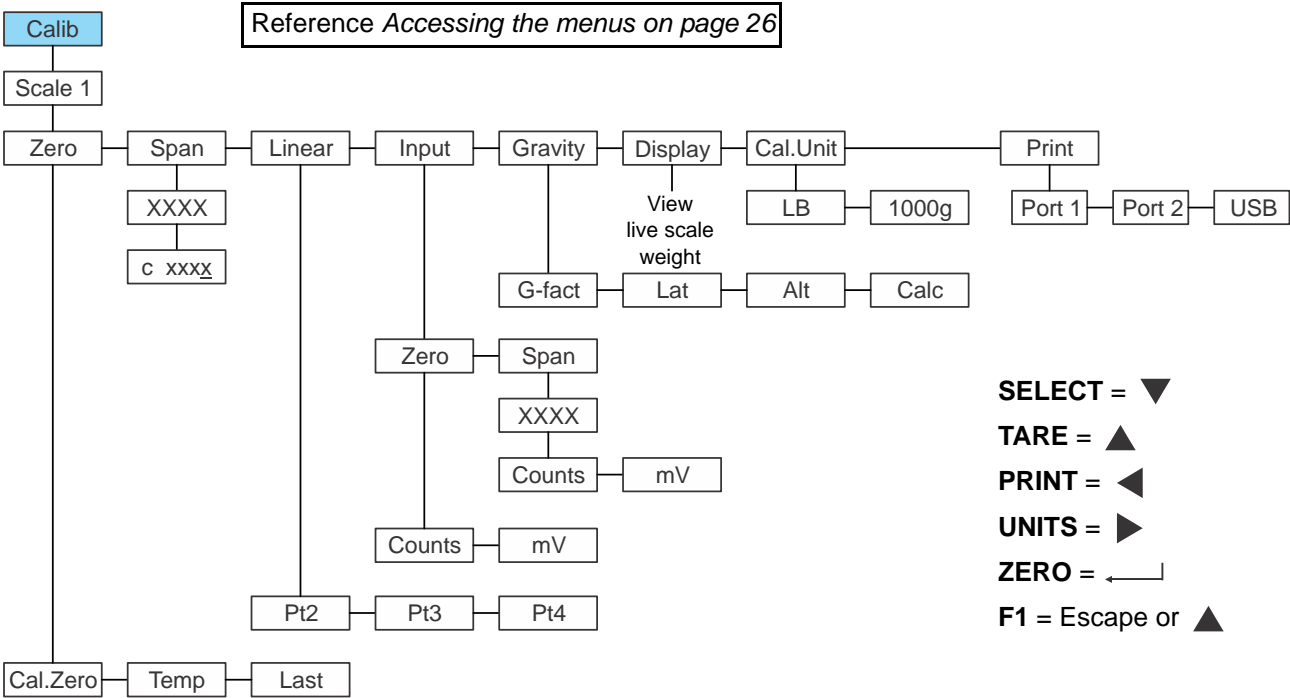 Calib
Reference Accessing the menus on page 26
Scale 1
Zero
Span
Linear
Input
Gravity
Display
Cal.Unit
Print
XXXX
View
live scale
weight
LB
1000g
Port 1
Port 2
USB
c xxxx
G-fact
Lat
Alt
Calc
Zero
Span
XXXX
Counts
mV
Counts
mV
Pt2
Pt3
Pt4
Cal.Zero
Temp
Last
SELECT = ▼
TARE = ▲
PRINT = ◀
UNITS = ▶
ZERO = ↵
F1 = Escape or ▲